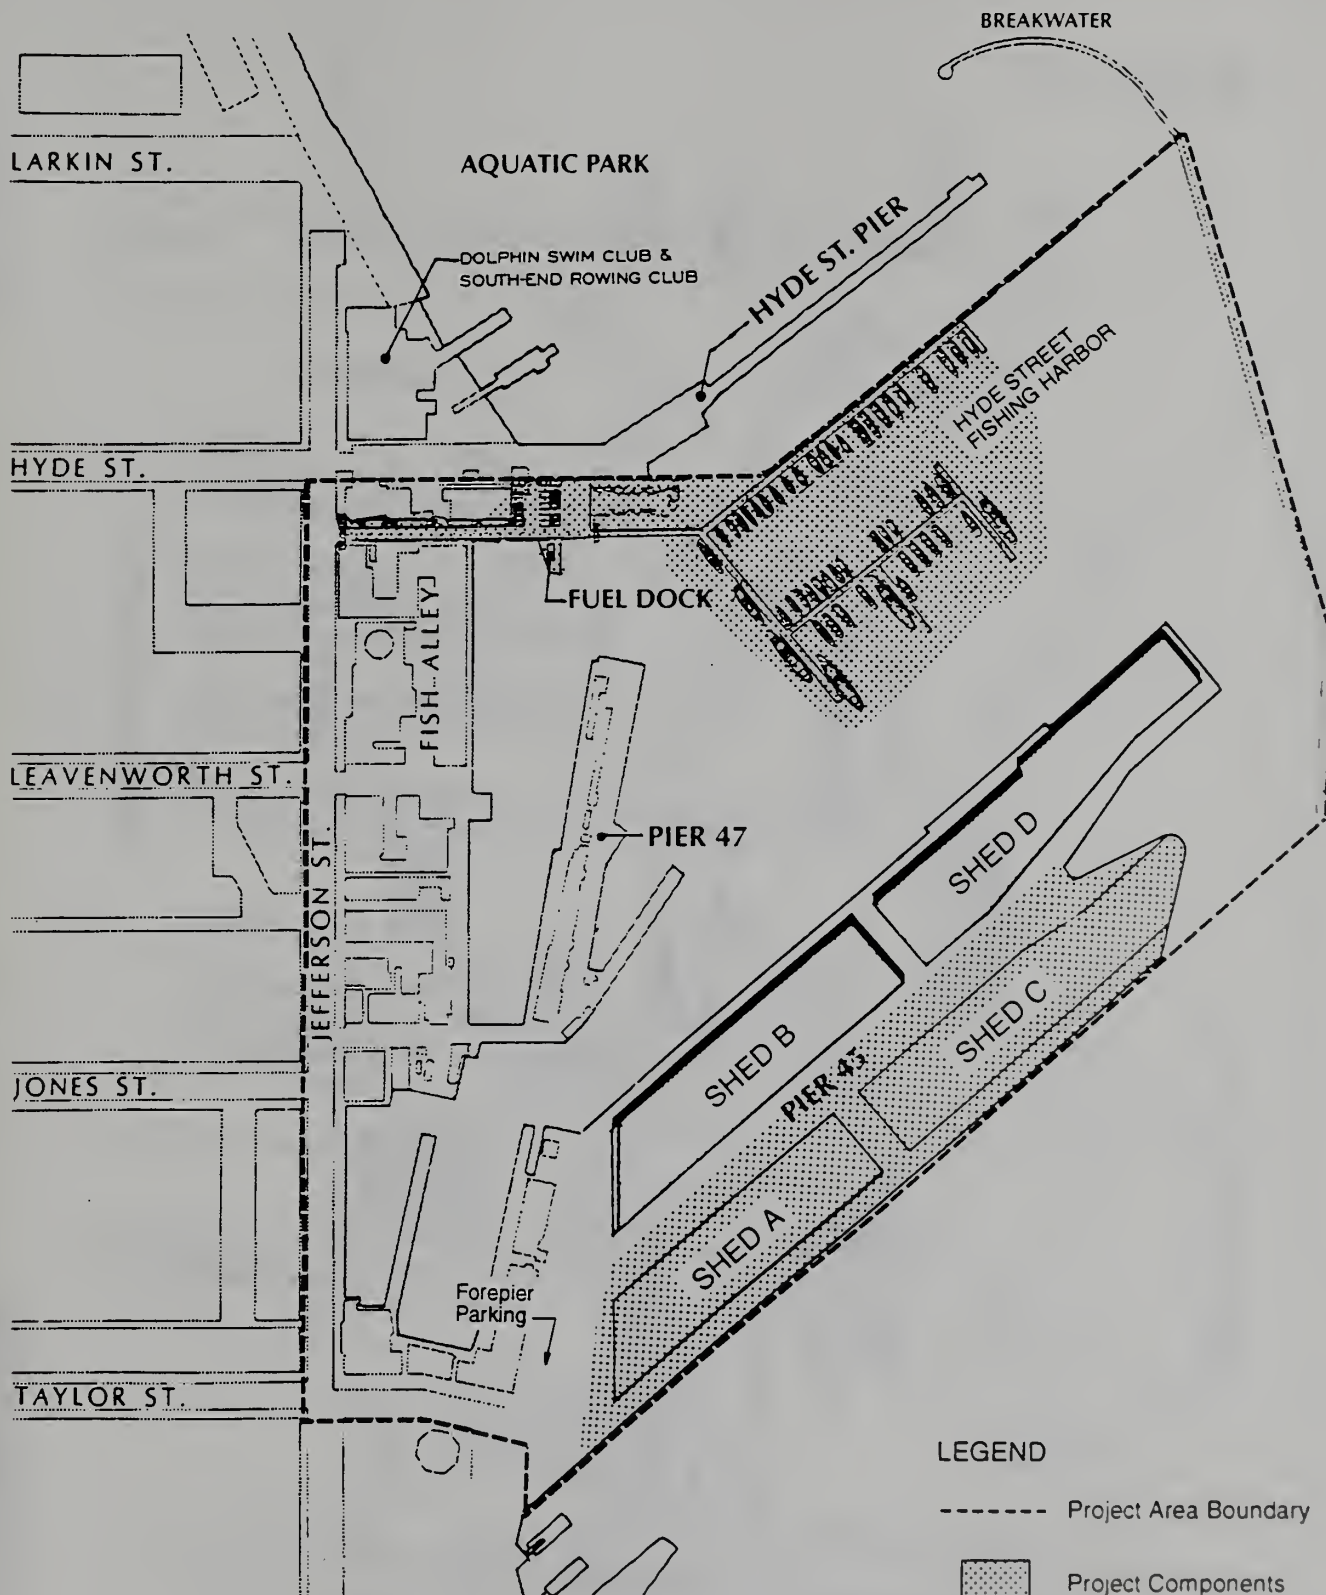 BREAKWATER
LARKIN ST.
AQUATIC PARK
DOLPHIN SWIM CLUB &
SOUTH-END ROWING CLUB
HYDE ST. PIER
HYDE STREET
FISHING HARBOR
HYDE ST.
FUEL DOCK
FISH ALLEY
LEAVENWORTH ST.
JEFFERSON ST.
PIER 47
SHED D
SHED B
PIER 45
SHED C
JONES ST.
SHED A
Forepier
Parking
TAYLOR ST.
LEGEND
Project Area Boundary
Project Components